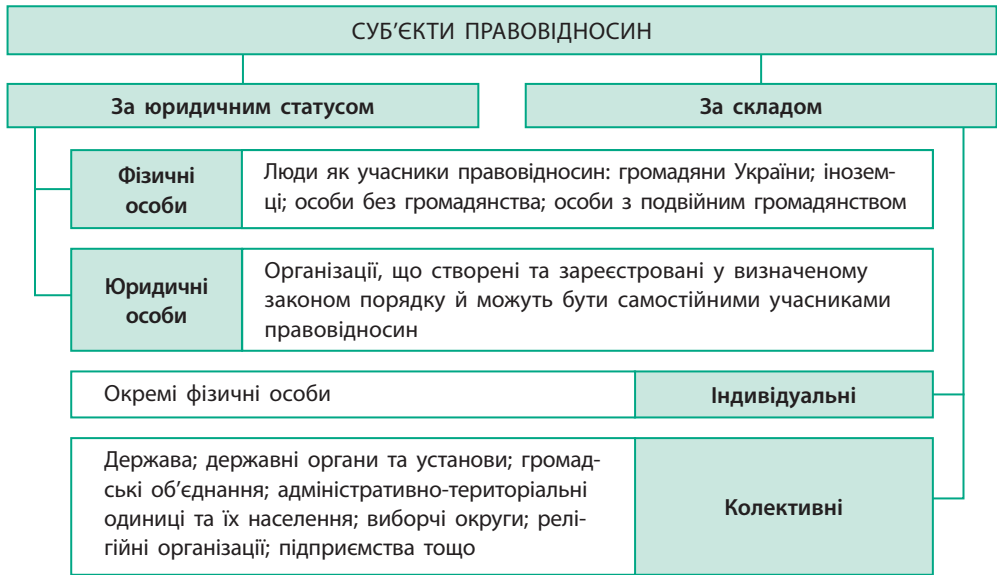 СУБ’ЄКТИ ПРАВОВІДНОСИН
За юридичним статусом
За складом
Фізичні
особи
Люди як учасники правовідносин: громадяни України; інозем-
ці; особи без громадянства; особи з подвійним громадянством
Юридичні
особи
Організації, що створені та зареєстровані у визначеному
законом порядку й можуть бути самостійними учасниками
правовідносин
Окремі фізичні особи
Індивідуальні
Держава; державні органи та установи; громад-
ські об’єднання; адміністративно-територіальні
одиниці та їх населення; виборчі округи; релі-
гійні організації; підприємства тощо
Колективні